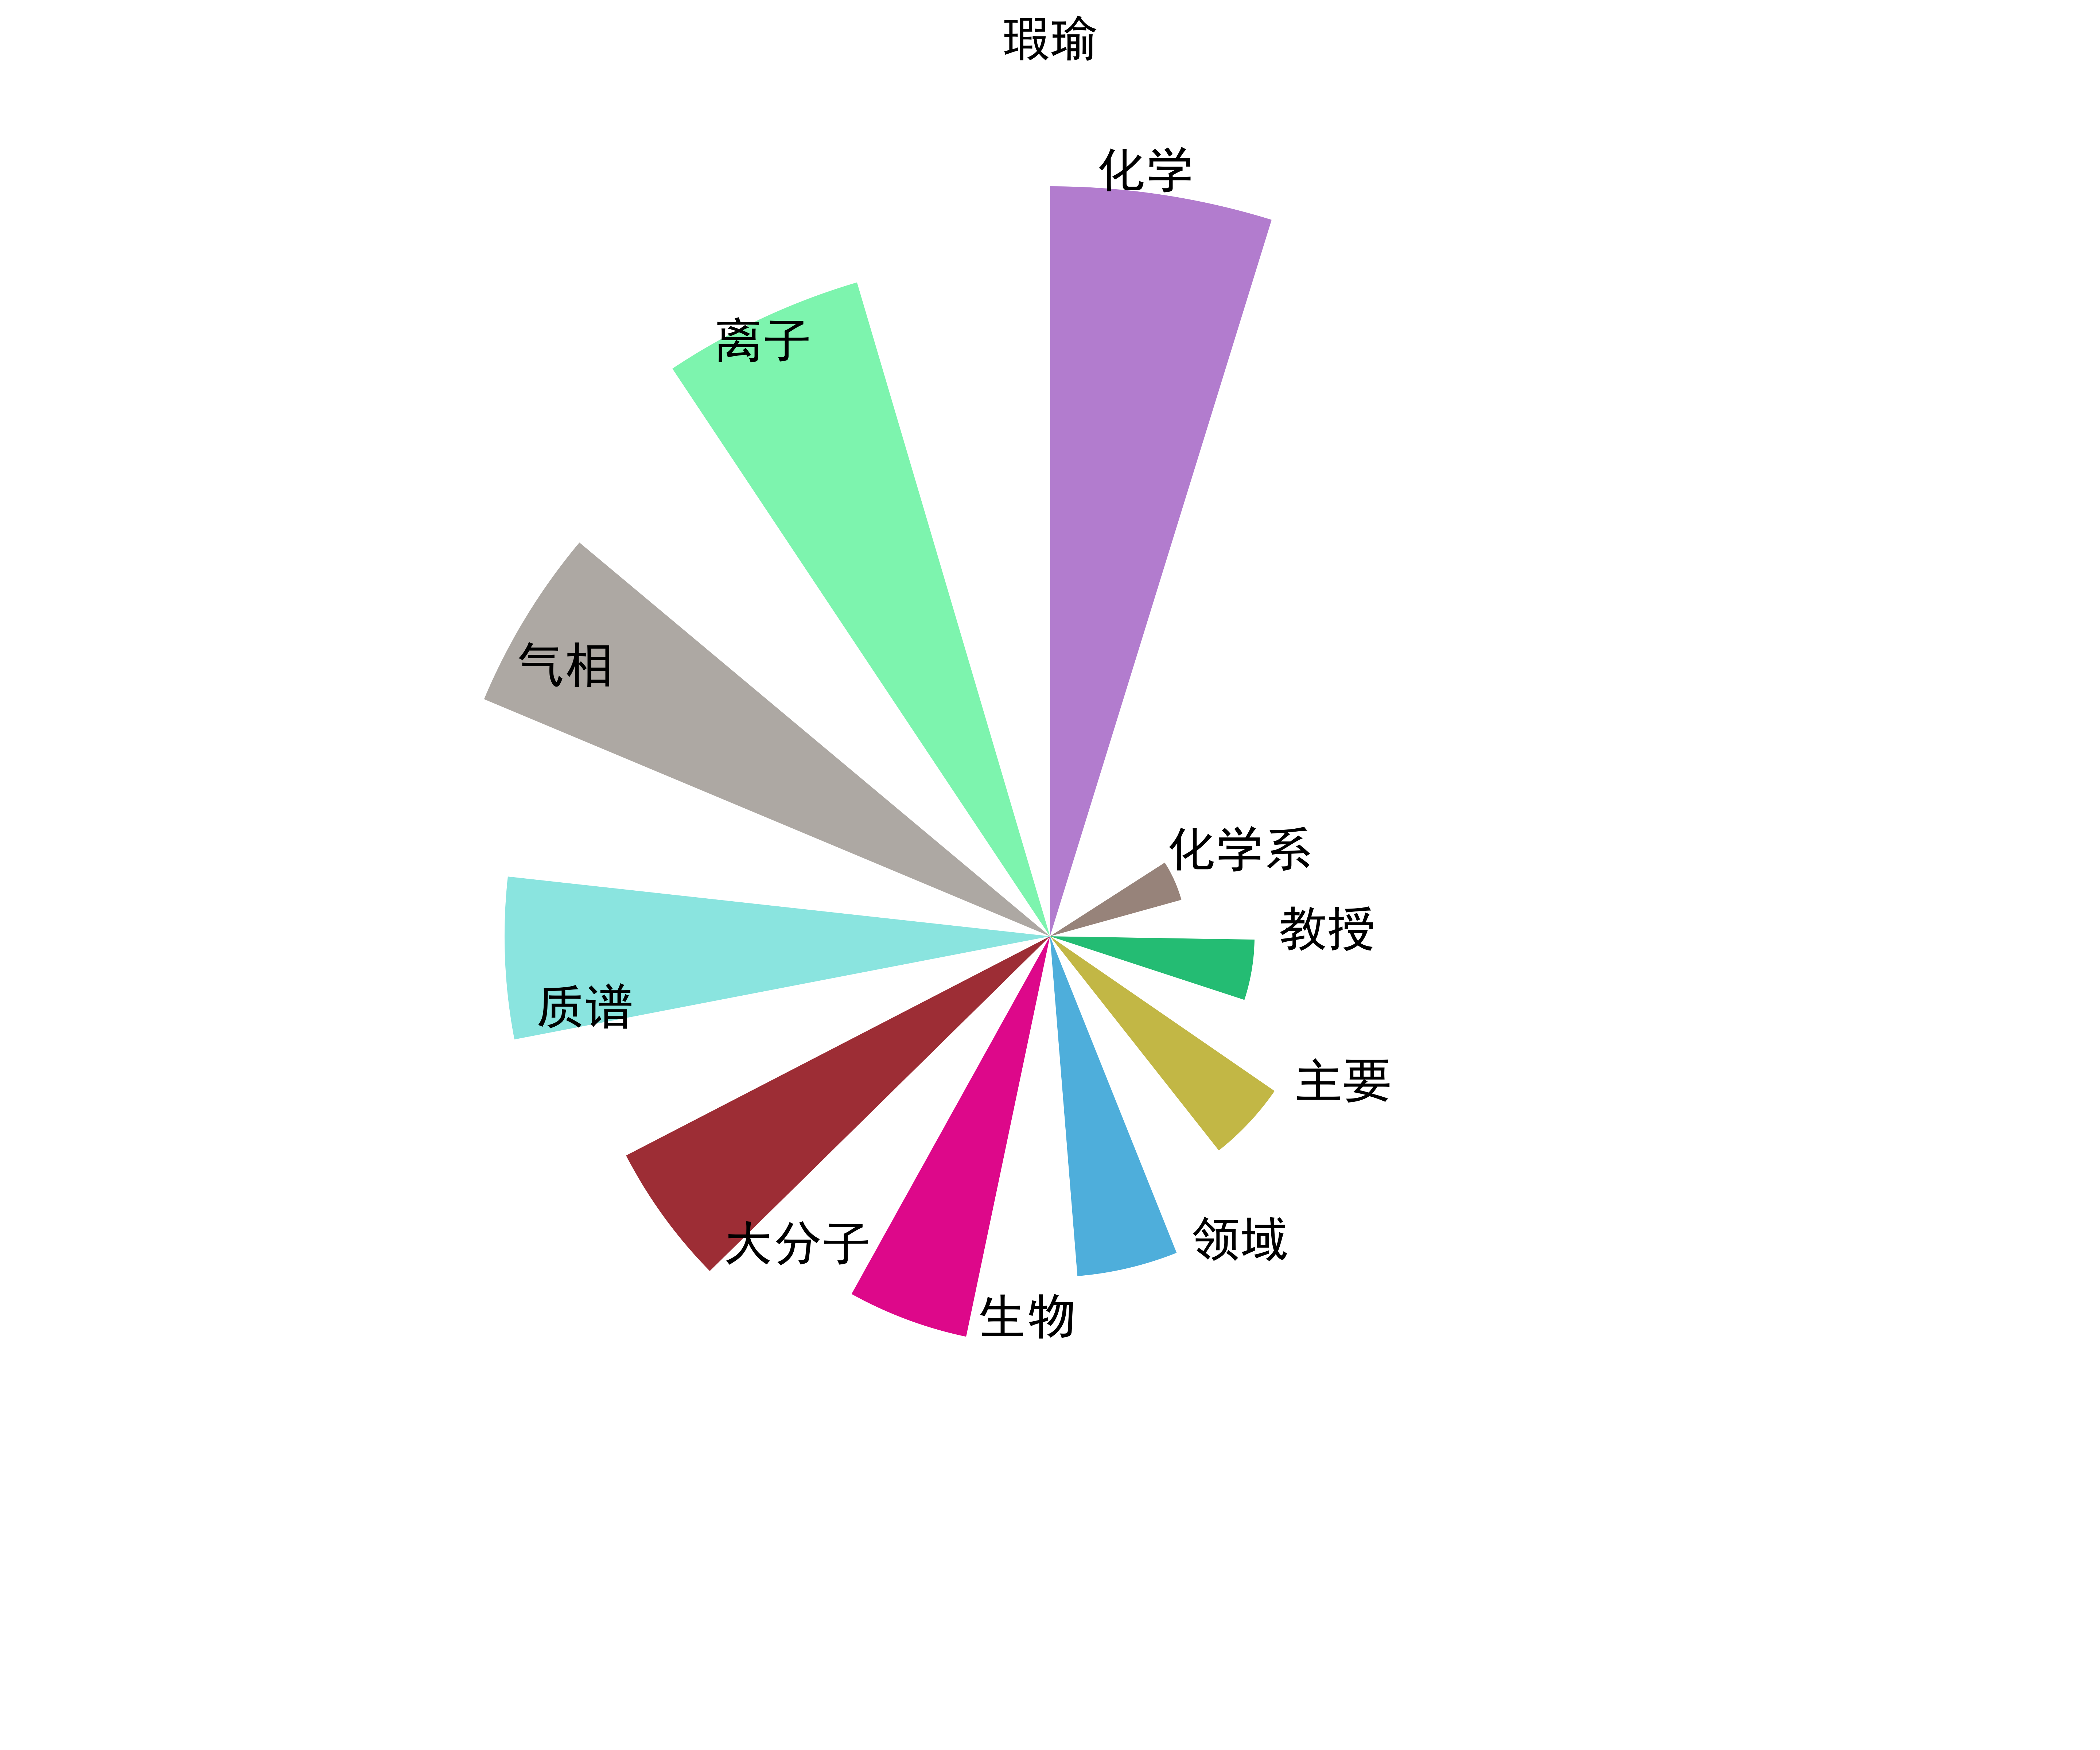 瑕瑜
化学
离子
气相
化学系
教授
质谱
主要
大分子
领域
生物